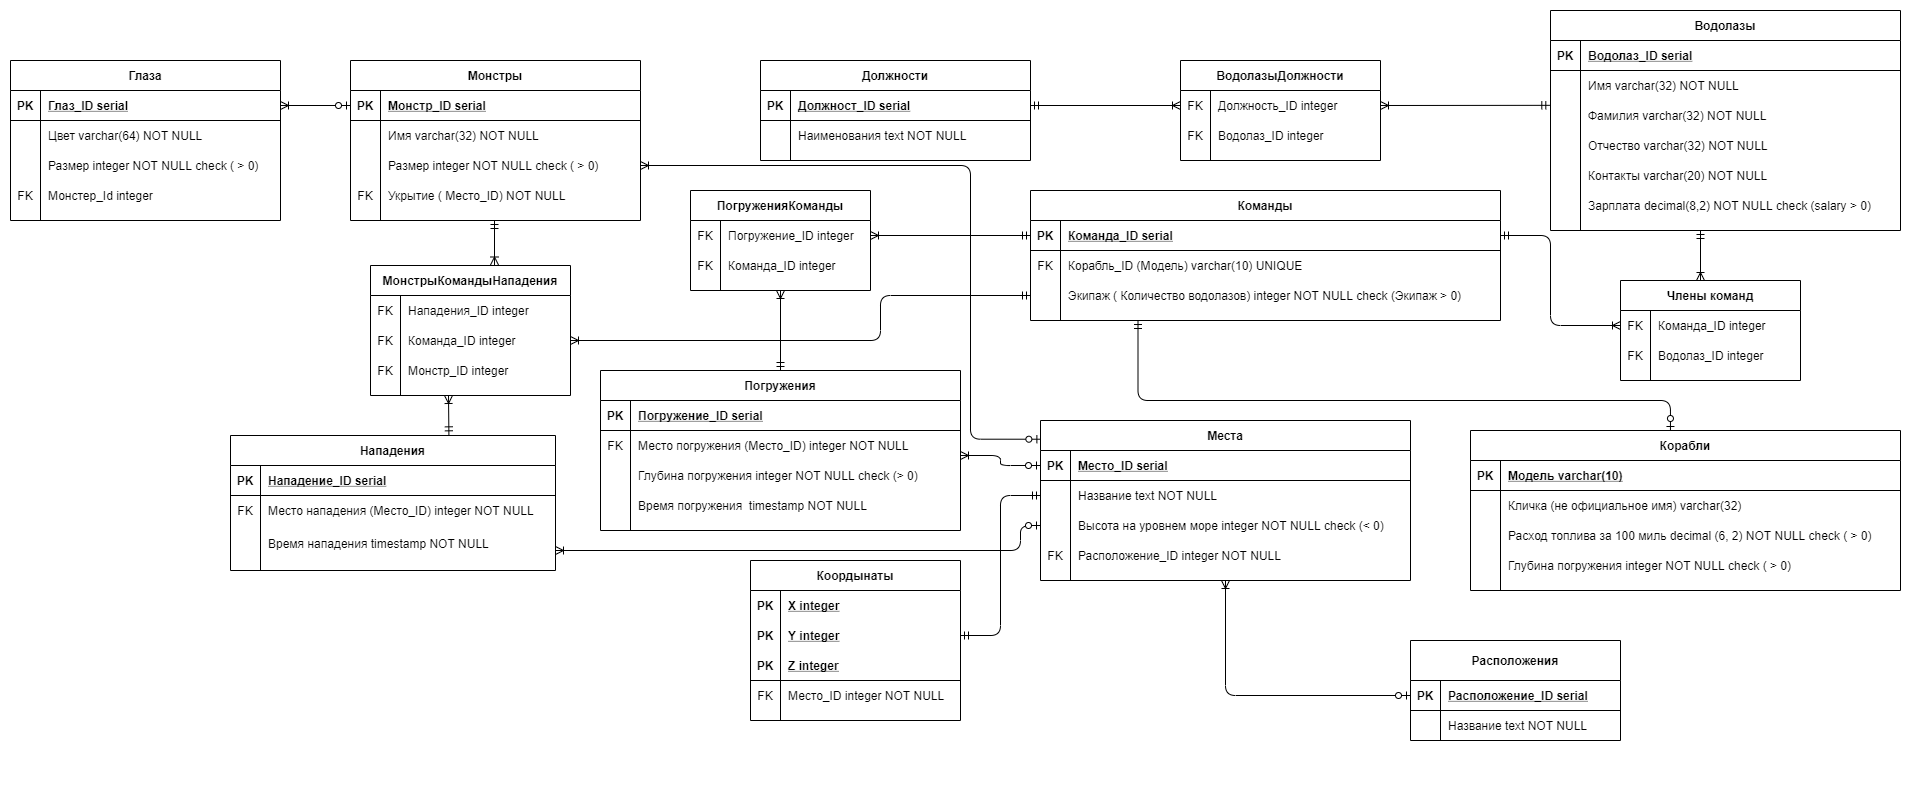 Глаза
PK Глаз_ID serial
Цвет varchar(64) NOT NULL
Размер integer NOT NULL check ( > 0)
FK Монстер_Id integer
Монстры
PK Монстр_ID serial
Имя varchar(32) NOT NULL
Размер integer NOT NULL check ( > 0)
FK Укрытие ( Место_ID) NOT NULL
Должности
PK Должност_ID serial
Наименования text NOT NULL
ВодолазыДолжности
FK Должность_ID integer
FK Водолаз_ID integer
Водолазы
PK Водолаз_ID serial
Имя varchar(32) NOT NULL
Фамилия varchar(32) NOT NULL
Отчество varchar(32) NOT NULL
Контакты varchar(20) NOT NULL
Зарплата decimal(8,2) NOT NULL check (salary > 0)
ПогруженияКоманды
FK Погружение_ID integer
FK Команда_ID integer
Команды
PK Команда_ID serial
FK Корабль_ID (Модель) varchar(10) UNIQUE
Экипаж ( Количество водолазов) integer NOT NULL check (Экипаж > 0)
МонстрыКомандыНападения
FK Нападения_ID integer
FK Команда_ID integer
FK Монстр_ID integer
Члены команд
FK Команда_ID integer
FK Водолаз_ID integer
Погружения
PK Погружение_ID serial
FK Место погружения (Место_ID) integer NOT NULL
Глубина погружения integer NOT NULL check (> 0)
Время погружения timestamp NOT NULL
Нападения
PK Нападение_ID serial
FK Место нападения (Место_ID) integer NOT NULL
Время нападения timestamp NOT NULL
Места
PK Место_ID serial
Название text NOT NULL
Высота на уровнем море integer NOT NULL check (< 0)
FK Расположение_ID integer NOT NULL
Корабли
PK Модель varchar(10)
Кличка (не официальное имя) varchar(32)
Расход топлива за 100 миль decimal (6, 2) NOT NULL check ( > 0)
Глубина погружения integer NOT NULL check ( > 0)
Коордынаты
PK X integer
PK Y integer
PK Z integer
FK Место_ID integer NOT NULL
Расположения
PK Расположение_ID serial
Название text NOT NULL